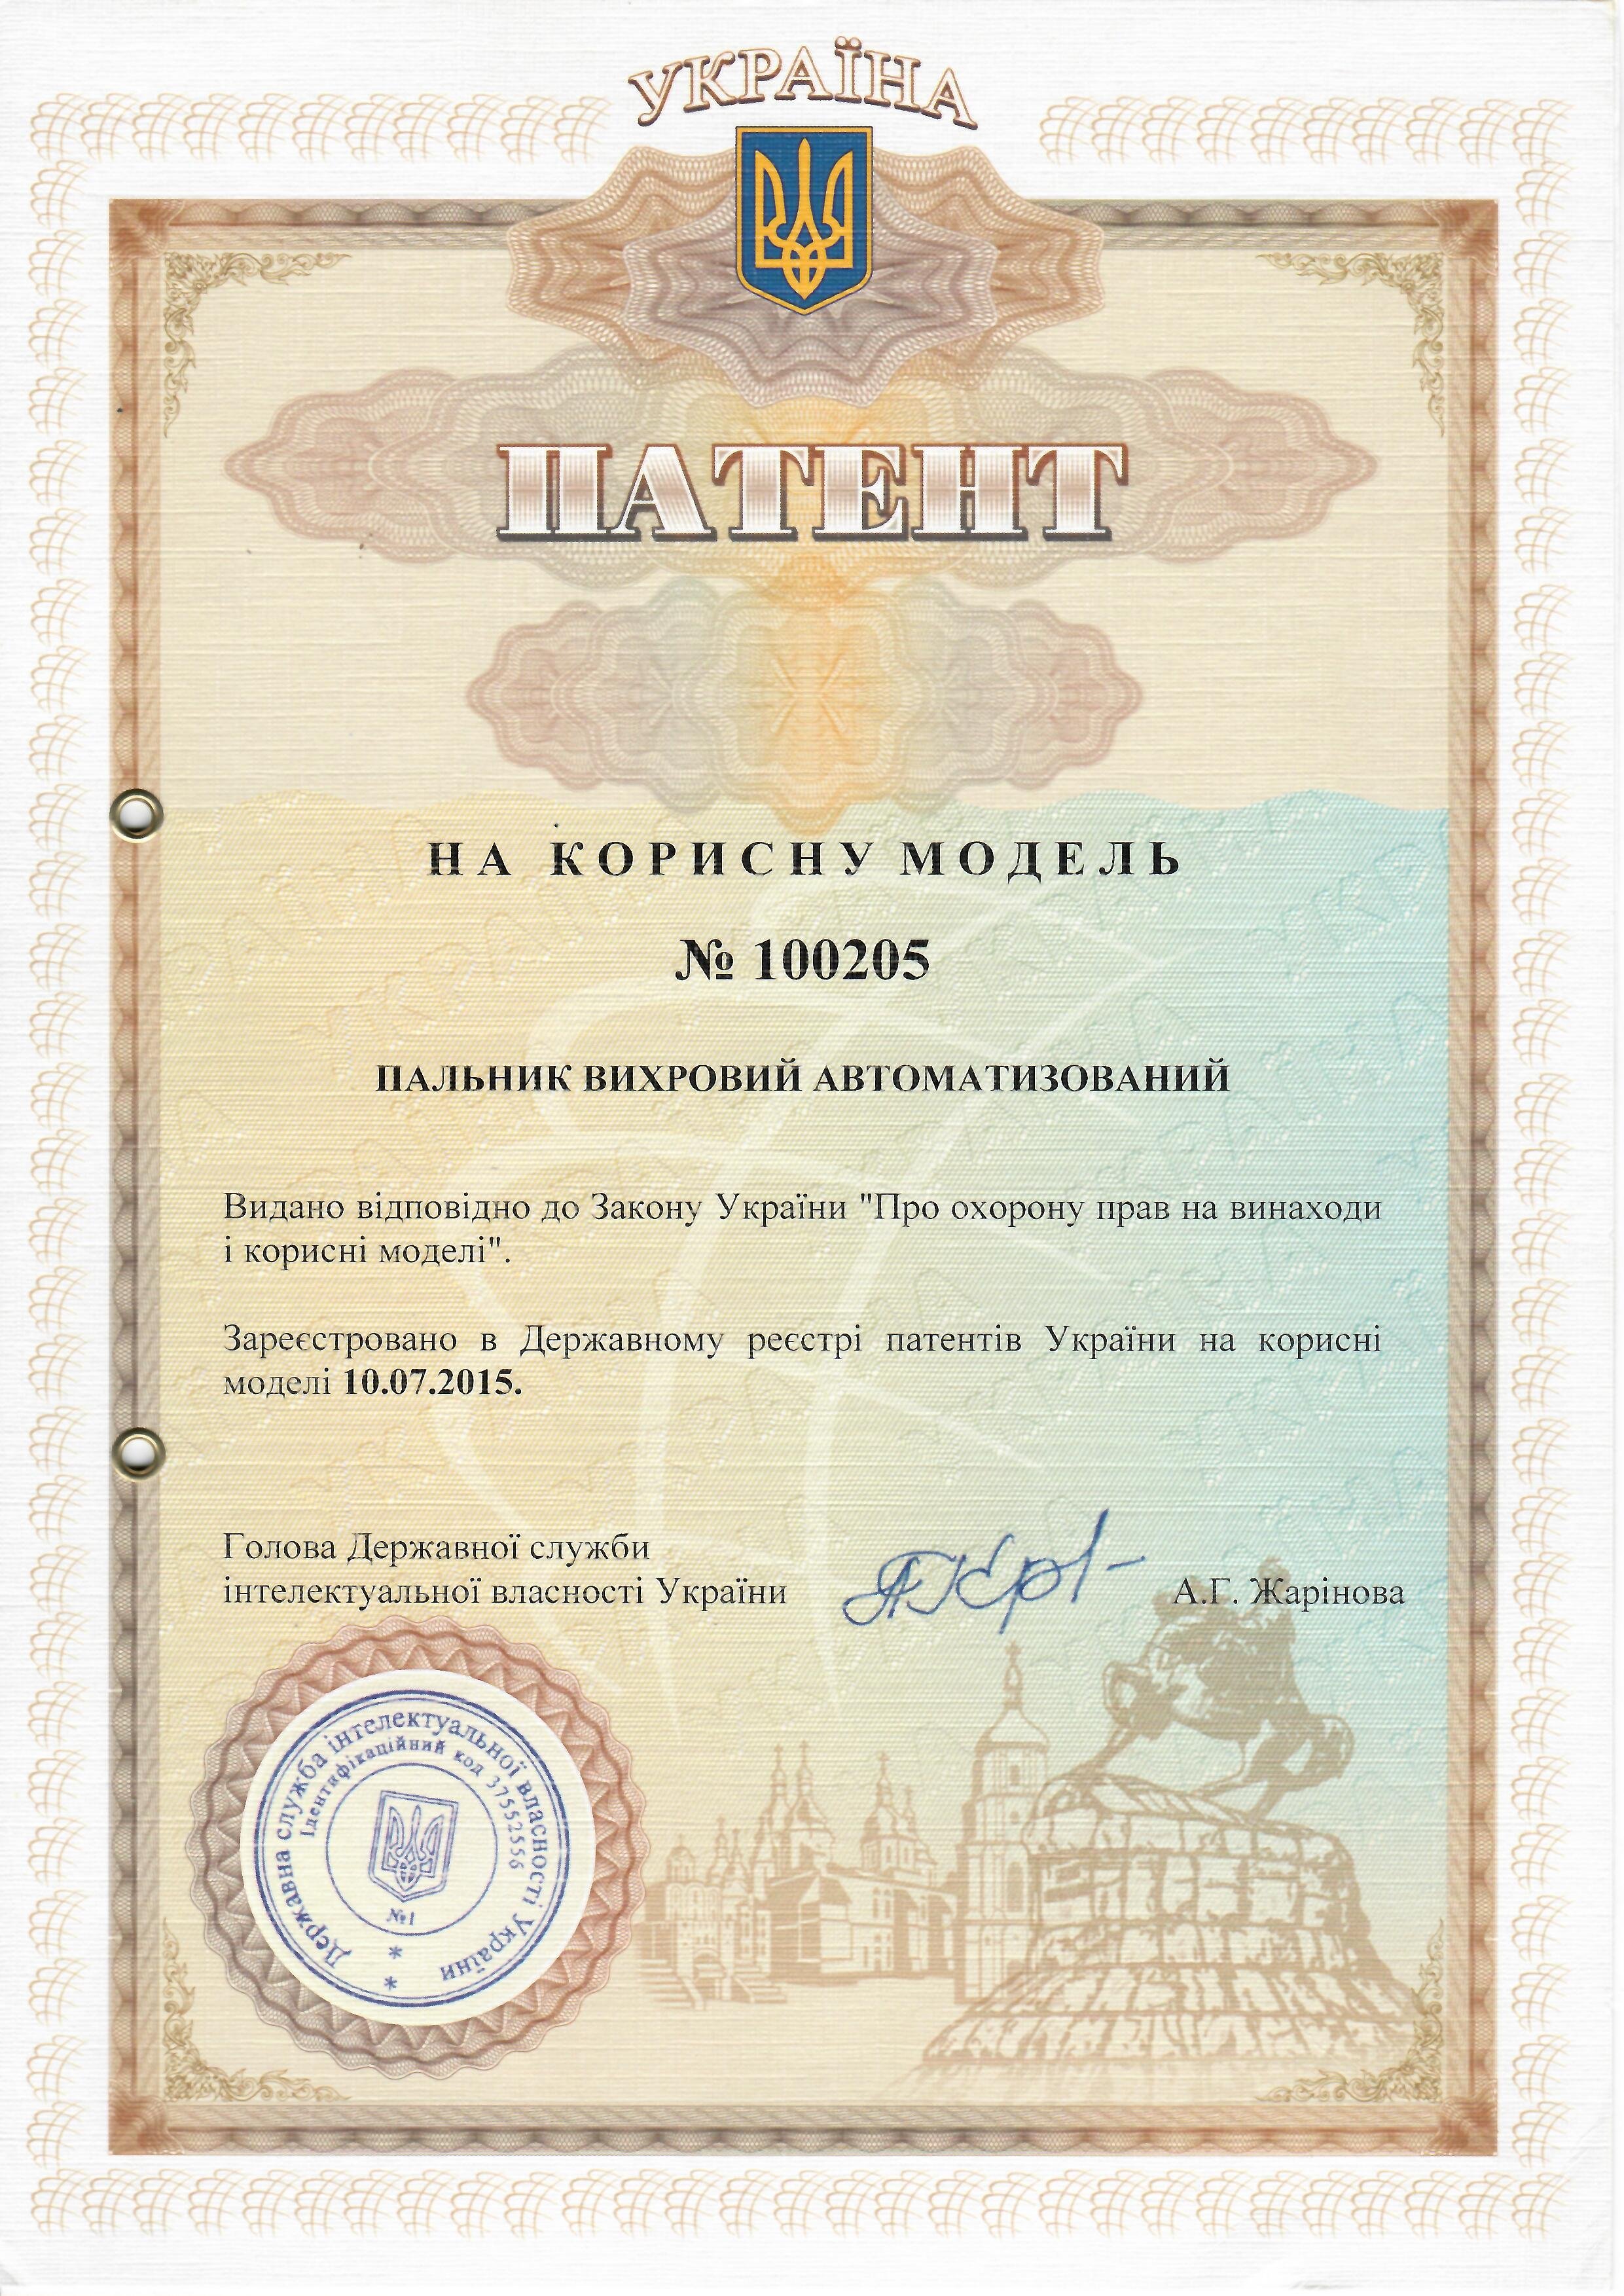 УКРАЇНА
ПАТЕНТ
НА КОРИСНУ МОДЕЛЬ
№ 100205
ПАЛЬНИК ВИХРОВИЙ АВТОМАТИЗОВАНИЙ
Видано відповідно до Закону України "Про охорону прав на винаходи
і корисні моделі".
Зареєстровано в Державному реєстрі патентів України на корисні
моделі 10.07.2015.
Голова Державної служби
інтелектуальної власності України
А.Г. Жарінова
Державна служба інтелектуальної власності України
Ідентифікаційний код 37552556
№1
* *